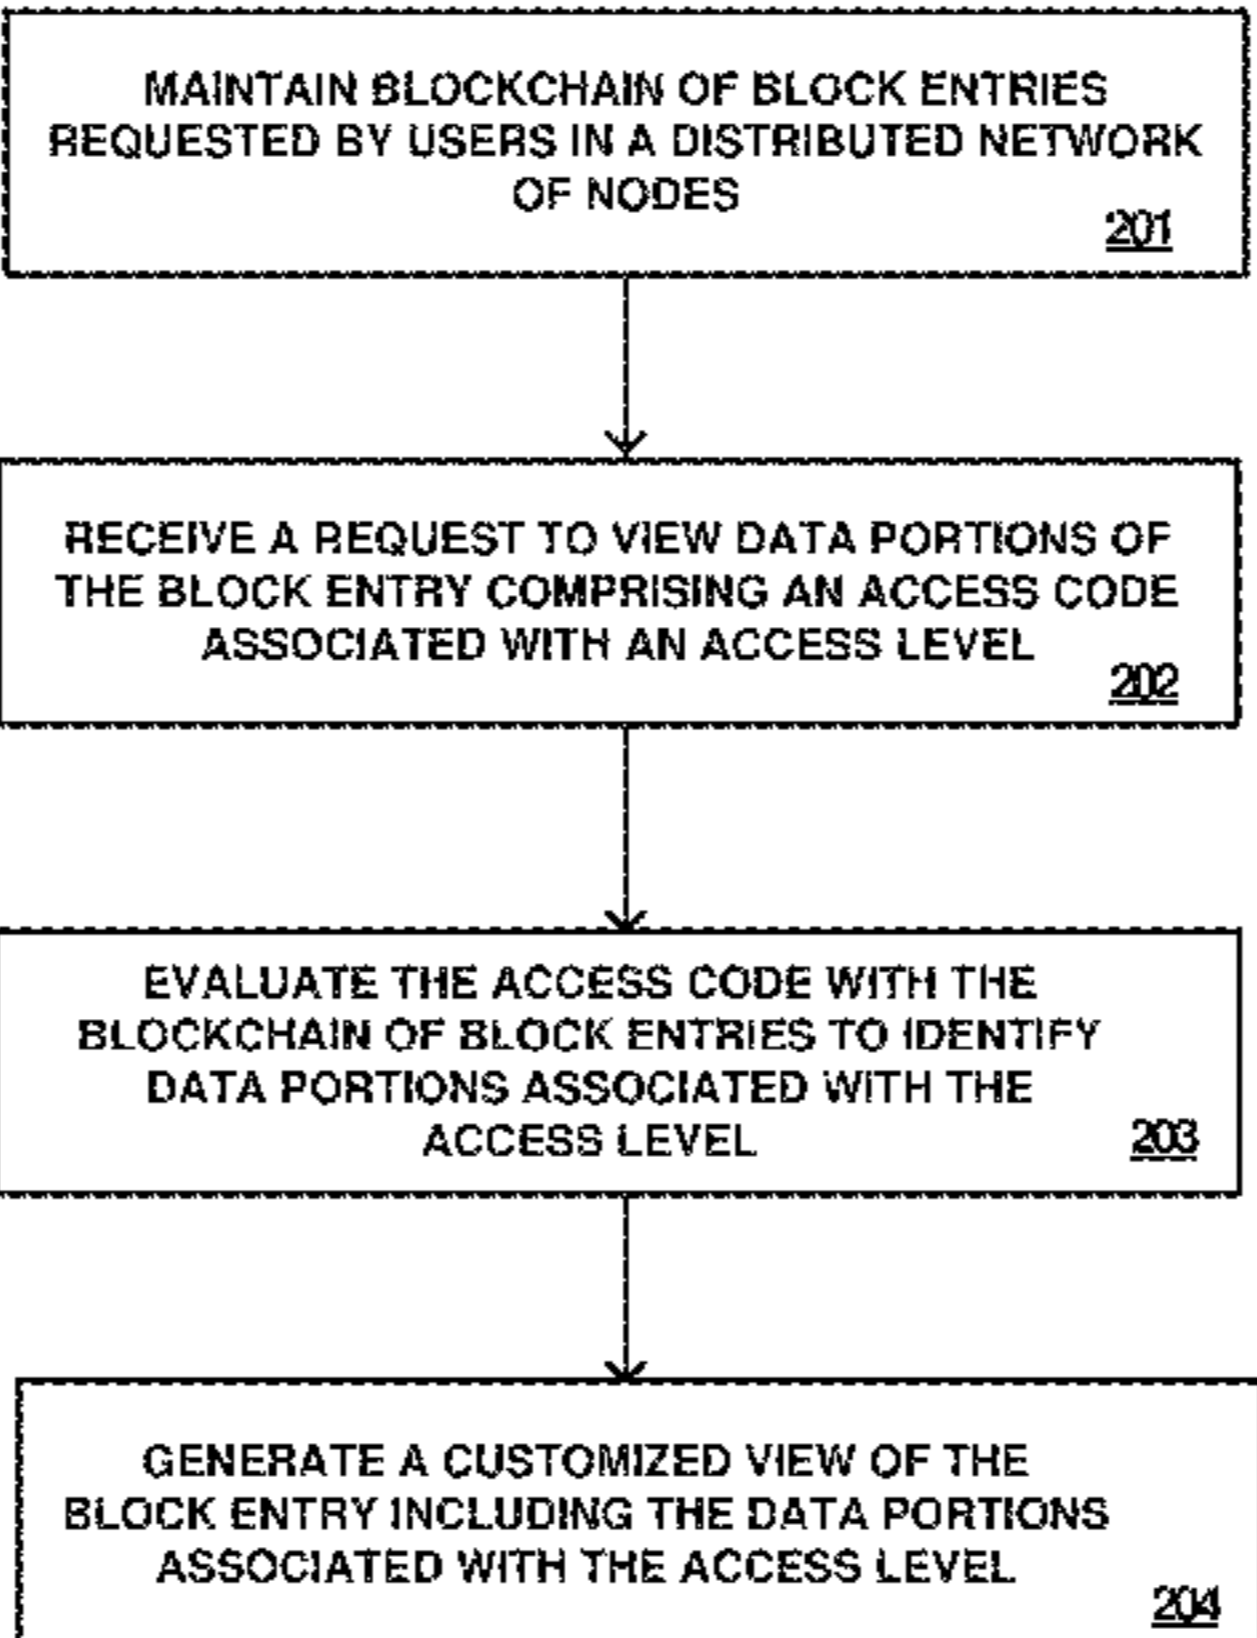 MAINTAIN BLOCKCHAIN OF BLOCK ENTRIES
REQUESTED BY USERS IN A DISTRIBUTED NETWORK
OF NODES
201
RECEIVE A REQUEST TO VIEW DATA PORTIONS OF
THE BLOCK ENTRY COMPRISING AN ACCESS CODE
ASSOCIATED WITH AN ACCESS LEVEL
202
EVALUATE THE ACCESS CODE WITH THE
BLOCKCHAIN OF BLOCK ENTRIES TO IDENTIFY
DATA PORTIONS ASSOCIATED WITH THE
ACCESS LEVEL
203
GENERATE A CUSTOMIZED VIEW OF THE
BLOCK ENTRY INCLUDING THE DATA PORTIONS
ASSOCIATED WITH THE ACCESS LEVEL
204